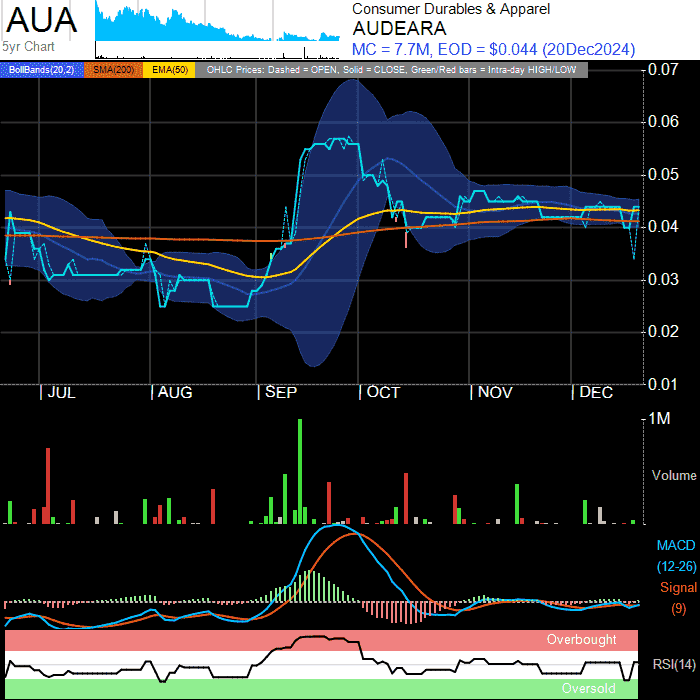 AUA
5yr Chart
Consumer Durables & Apparel
AUDEARA
MC = 7.7M, EOD = $0.044 (20Dec2024)
BollBands(20,2) SMA(200) EMA(50) OHLC Prices: Dashed = OPEN, Solid = CLOSE, Green/Red bars = Intra-day HIGH/LOW
0.07
0.06
0.05
0.04
0.03
0.02
0.01
JUL AUG SEP OCT NOV DEC
1M
Volume
MACD
(12-26)
Signal
(9)
Overbought
RSI(14)
Oversold